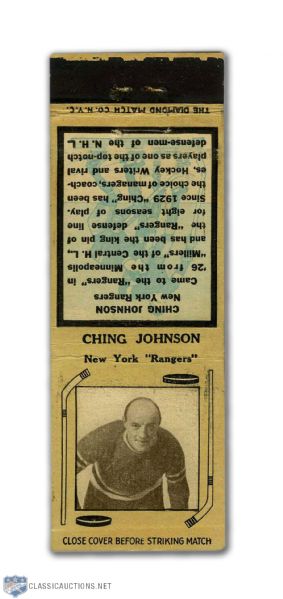 THE DIAMOND MATCH CO. N.Y.C.
CHING JOHNSON
New York Rangers
Came to the "Rangers" in
'26 from the Minneapolis
"Millers" of the Central H. L.,
and has been the king pin of
the "Rangers" defense line
for eight seasons of play.
Since 1929 "Ching" has been
the choice of managers, coach-
es, Hockey Writers and rival
players as one of the top-notch
defense-men of the N. H. L.
CHING JOHNSON
New York "Rangers"
CLOSE COVER BEFORE STRIKING MATCH
CLASSICAUCTIONS.NET